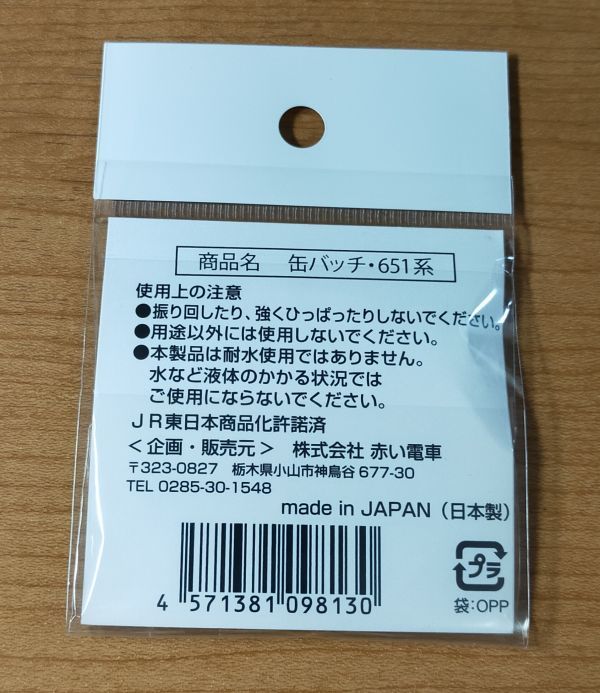 商品名 缶バッチ・651系
使用上の注意
●振り回したり、強くひっぱったりしないでください。
●用途以外には使用しないでください。
●本製品は耐水使用ではありません。
水など液体のかかる状況では
ご使用にならないでください。
JR東日本商品化許諾済
＜企画・販売元＞ 株式会社 赤い電車
〒323-0827 栃木県小山市神鳥谷677-30
TEL 0285-30-1548
made in JAPAN（日本製）
4 571381 098130
プラ
袋:OPP